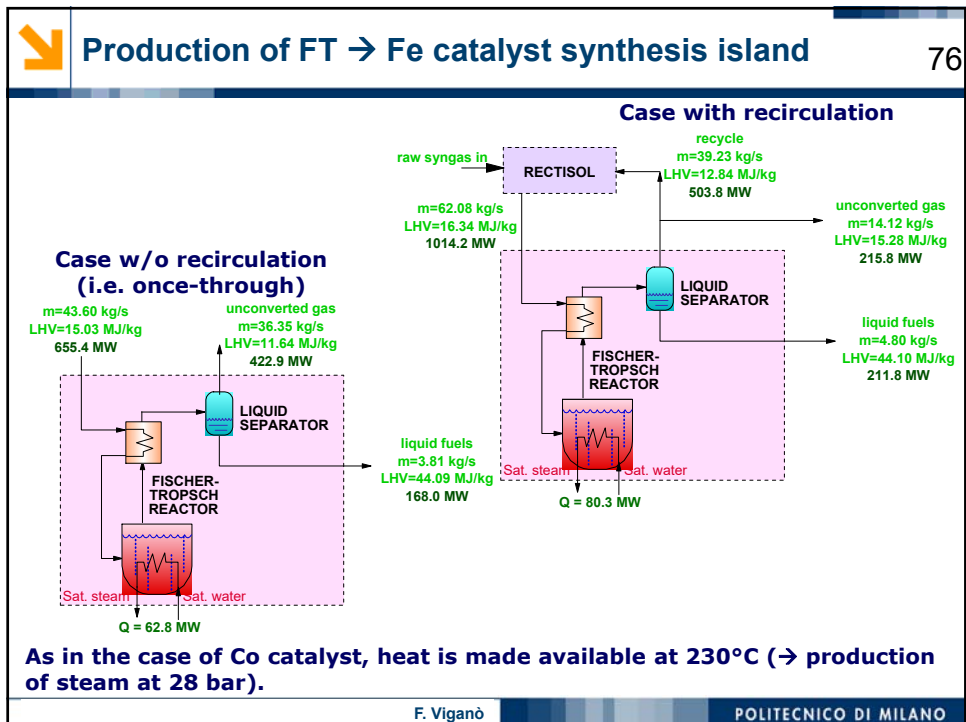 Production of FT → Fe catalyst synthesis island
76
Case with recirculation
raw syngas in
RECTISOL
recycle
m=39.23 kg/s
LHV=12.84 MJ/kg
503.8 MW
m=62.08 kg/s
LHV=16.34 MJ/kg
1014.2 MW
unconverted gas
m=14.12 kg/s
LHV=15.28 MJ/kg
215.8 MW
LIQUID
SEPARATOR
liquid fuels
m=4.80 kg/s
LHV=44.10 MJ/kg
211.8 MW
FISCHER-
TROPSCH
REACTOR
Sat. steam
Sat. water
Q = 80.3 MW
Case w/o recirculation
(i.e. once-through)
m=43.60 kg/s
LHV=15.03 MJ/kg
655.4 MW
unconverted gas
m=36.35 kg/s
LHV=11.64 MJ/kg
422.9 MW
LIQUID
SEPARATOR
liquid fuels
m=3.81 kg/s
LHV=44.09 MJ/kg
168.0 MW
FISCHER-
TROPSCH
REACTOR
Sat. steam
Sat. water
Q = 62.8 MW
As in the case of Co catalyst, heat is made available at 230°C (→ production
of steam at 28 bar).
F. Viganò
POLITECNICO DI MILANO